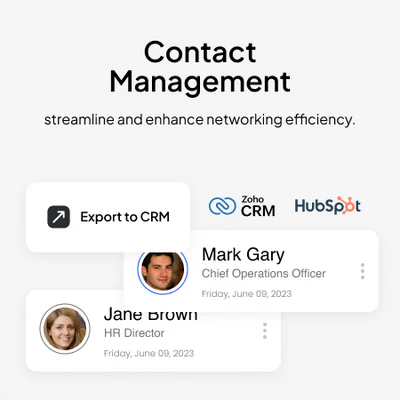 Contact
Management
streamline and enhance networking efficiency.
Export to CRM
Zoho
CRM
HubSpot
Mark Gary
Chief Operations Officer
Friday, June 09, 2023
Jane Brown
HR Director
Friday, June 09, 2023